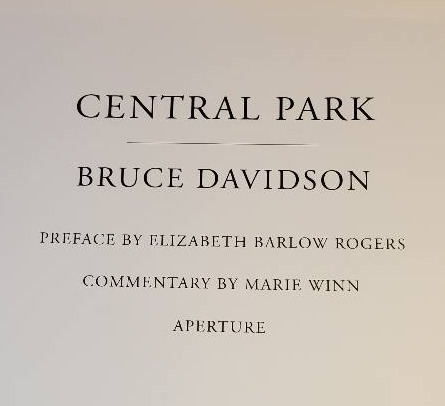 CENTRAL PARK
BRUCE DAVIDSON
PREFACE BY ELIZABETH BARLOW ROGERS
COMMENTARY BY MARIE WINN
APERTURE